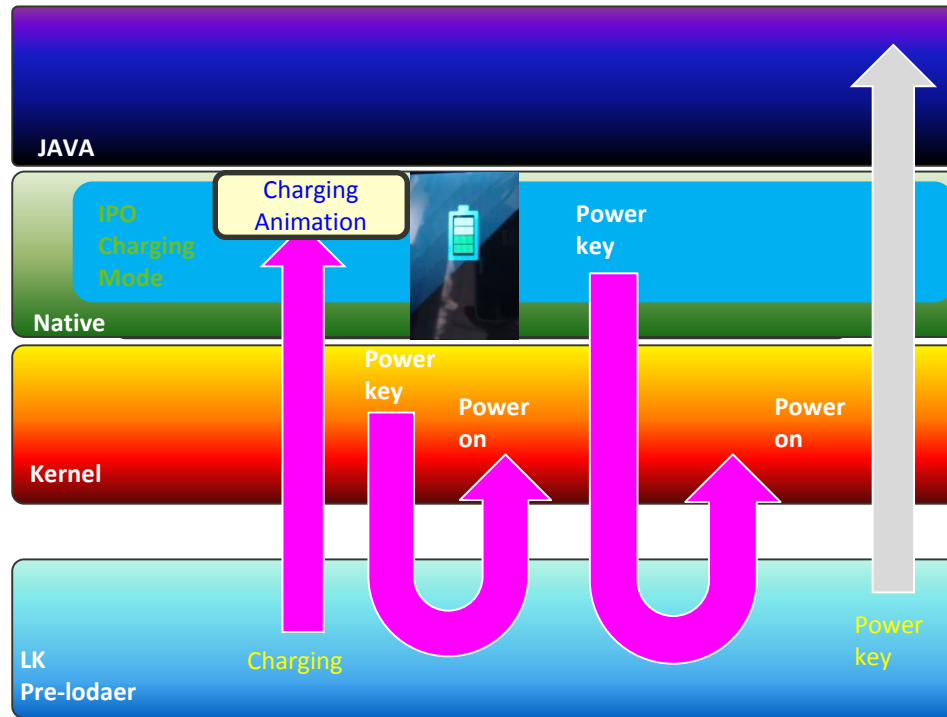 JAVA
Charging
Animation
IPO
Charging
Mode
Power
key
Native
Power
key
Power
on
Power
on
Kernel
Charging
Power
key
LK
Pre-lodaer